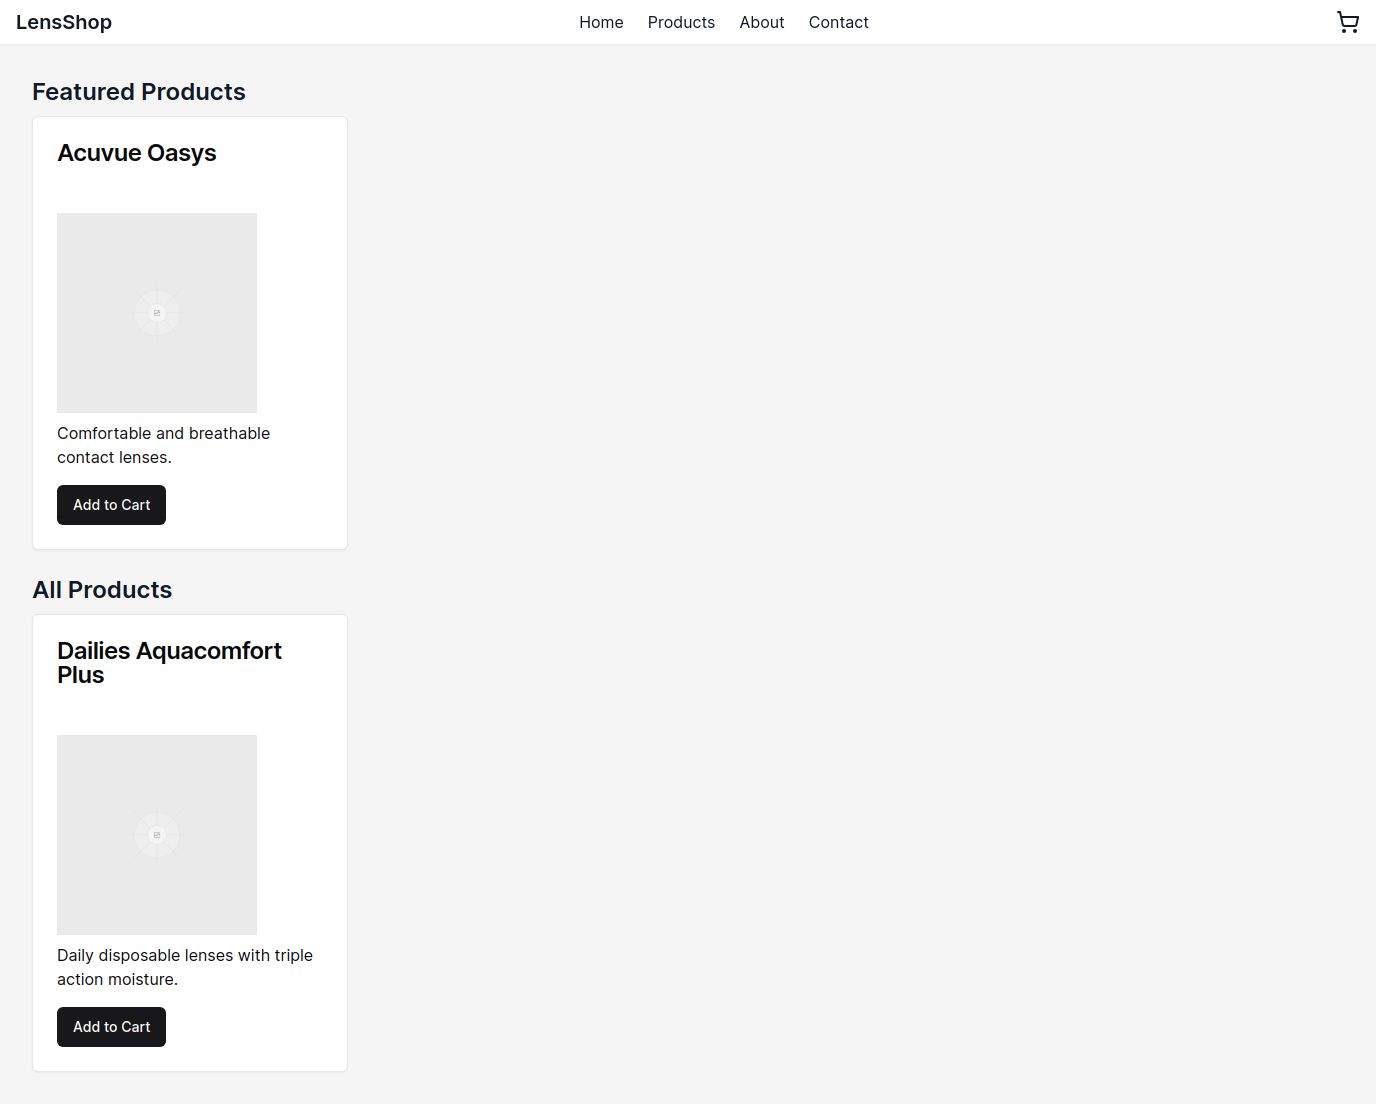 LensShop
Home Products About Contact
Featured Products
Acuvue Oasys
Comfortable and breathable
contact lenses.
Add to Cart
All Products
Dailies Aquacomfort
Plus
Daily disposable lenses with triple
action moisture.
Add to Cart